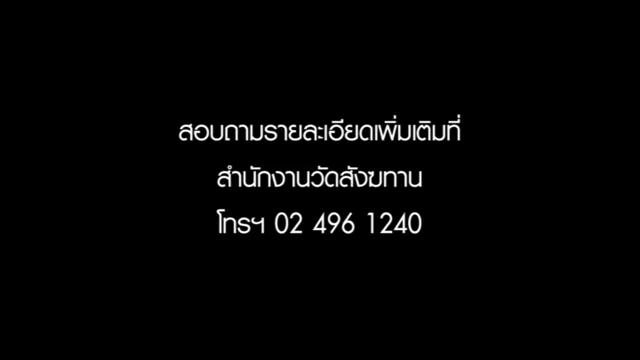 สอบถามรายละเอียดเพิ่มเติมที่
สำนักงานวัดสังฆทาน
โทรฯ 02 496 1240